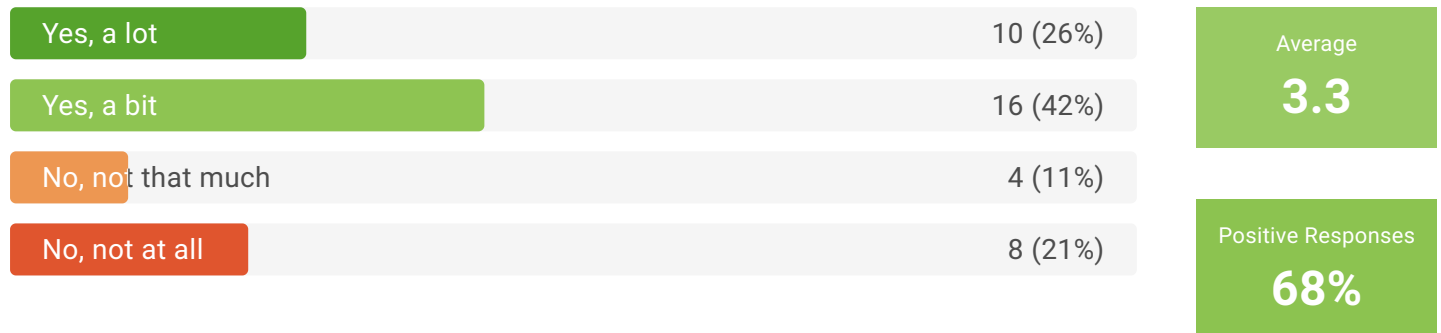 Yes, a lot 10 (26%)
Yes, a bit 16 (42%)
No, not that much 4 (11%)
No, not at all 8 (21%)
Average
3.3
Positive Responses
68%